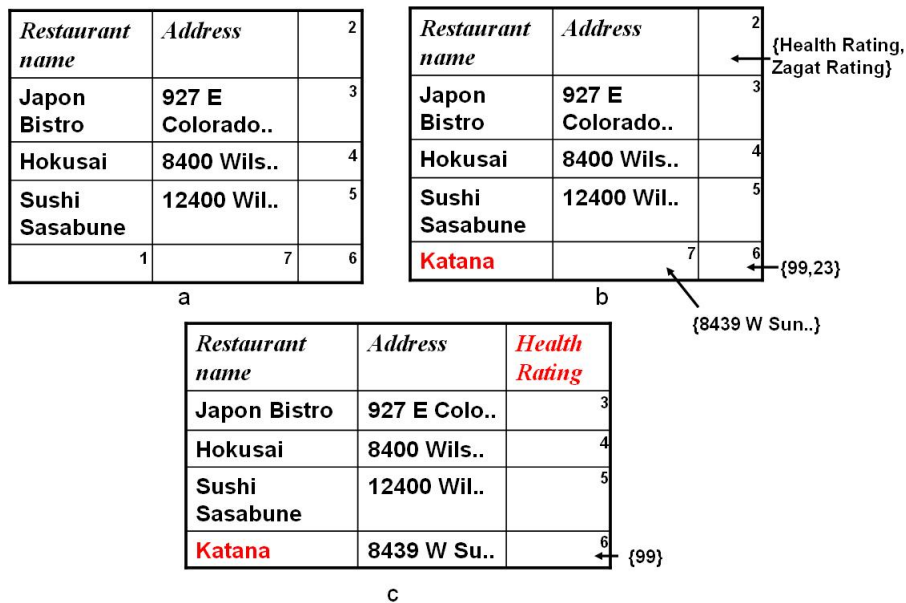 Restaurant name Address 2
Japon Bistro 927 E Colorado.. 3
Hokusai 8400 Wils.. 4
Sushi Sasabune 12400 Wil.. 5
1 7 6
a
Restaurant name Address 2
{Health Rating,
Zagat Rating}
Japon Bistro 927 E Colorado.. 3
Hokusai 8400 Wils.. 4
Sushi Sasabune 12400 Wil.. 5
Katana 7 6
{99,23}
{8439 W Sun..}
b
Restaurant name Address Health Rating
Japon Bistro 927 E Colo.. 3
Hokusai 8400 Wils.. 4
Sushi Sasabune 12400 Wil.. 5
Katana 8439 W Su.. 6
{99}
c